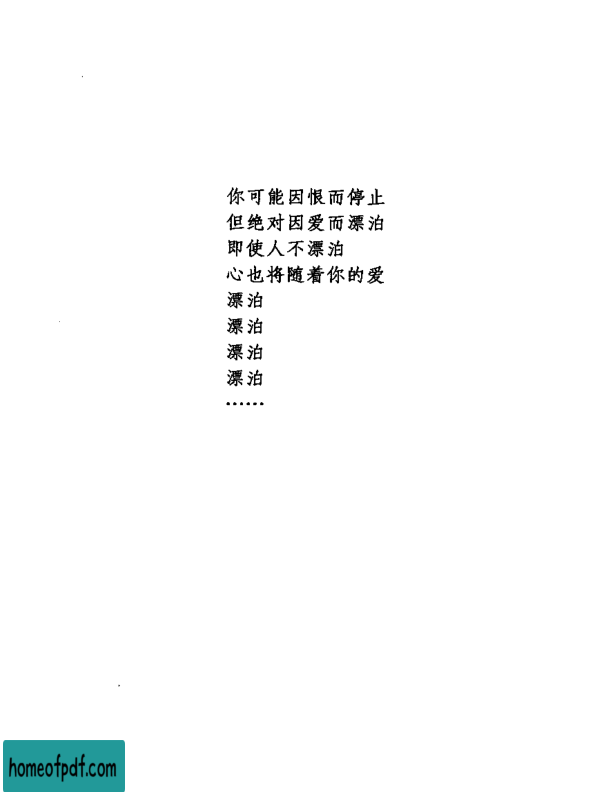 你可能因恨而停止
但绝对因爱而漂泊
即使人不漂泊
心也将随着你的爱
漂泊
漂泊
漂泊
漂泊
……
homeofpdf.com